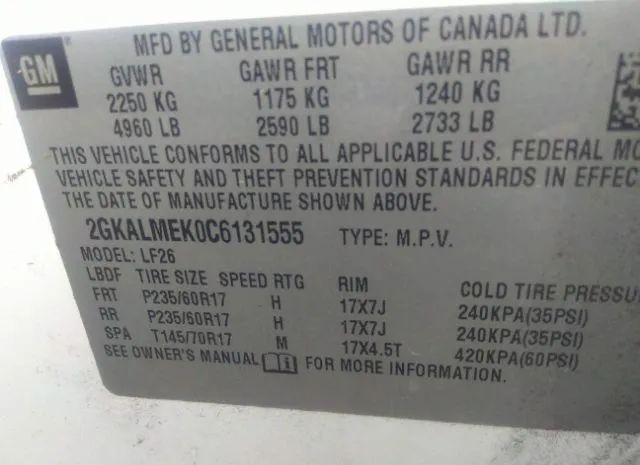 MFD BY GENERAL MOTORS OF CANADA LTD.
GM
GVWR GAWR FRT GAWR RR
2250 KG 1175 KG 1240 KG
4960 LB 2590 LB 2733 LB
THIS VEHICLE CONFORMS TO ALL APPLICABLE U.S. FEDERAL MO
VEHICLE SAFETY AND THEFT PREVENTION STANDARDS IN EFFEC
THE DATE OF MANUFACTURE SHOWN ABOVE.
2GKALMEK0C6131555 TYPE: M.P.V.
MODEL: LF26
LBDF TIRE SIZE SPEED RTG RIM COLD TIRE PRESSU
FRT P235/60R17 H 17X7J 240KPA(35PSI)
RR P235/60R17 H 17X7J 240KPA(35PSI)
SPA T145/70R17 M 17X4.5T 420KPA(60PSI)
SEE OWNER'S MANUAL FOR MORE INFORMATION.